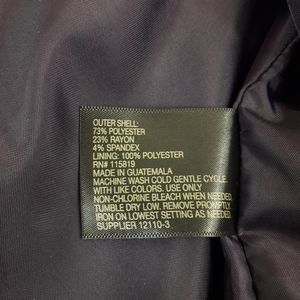 OUTER SHELL:
73% POLYESTER
23% RAYON
4% SPANDEX
LINING: 100% POLYESTER
RN# 115819
MADE IN GUATEMALA
MACHINE WASH COLD GENTLE CYCLE
WITH LIKE COLORS. USE ONLY
NON-CHLORINE BLEACH WHEN NEEDED
TUMBLE DRY LOW. REMOVE PROMPTLY
IRON ON LOWEST SETTING AS NEEDED
SUPPLIER 12110-3